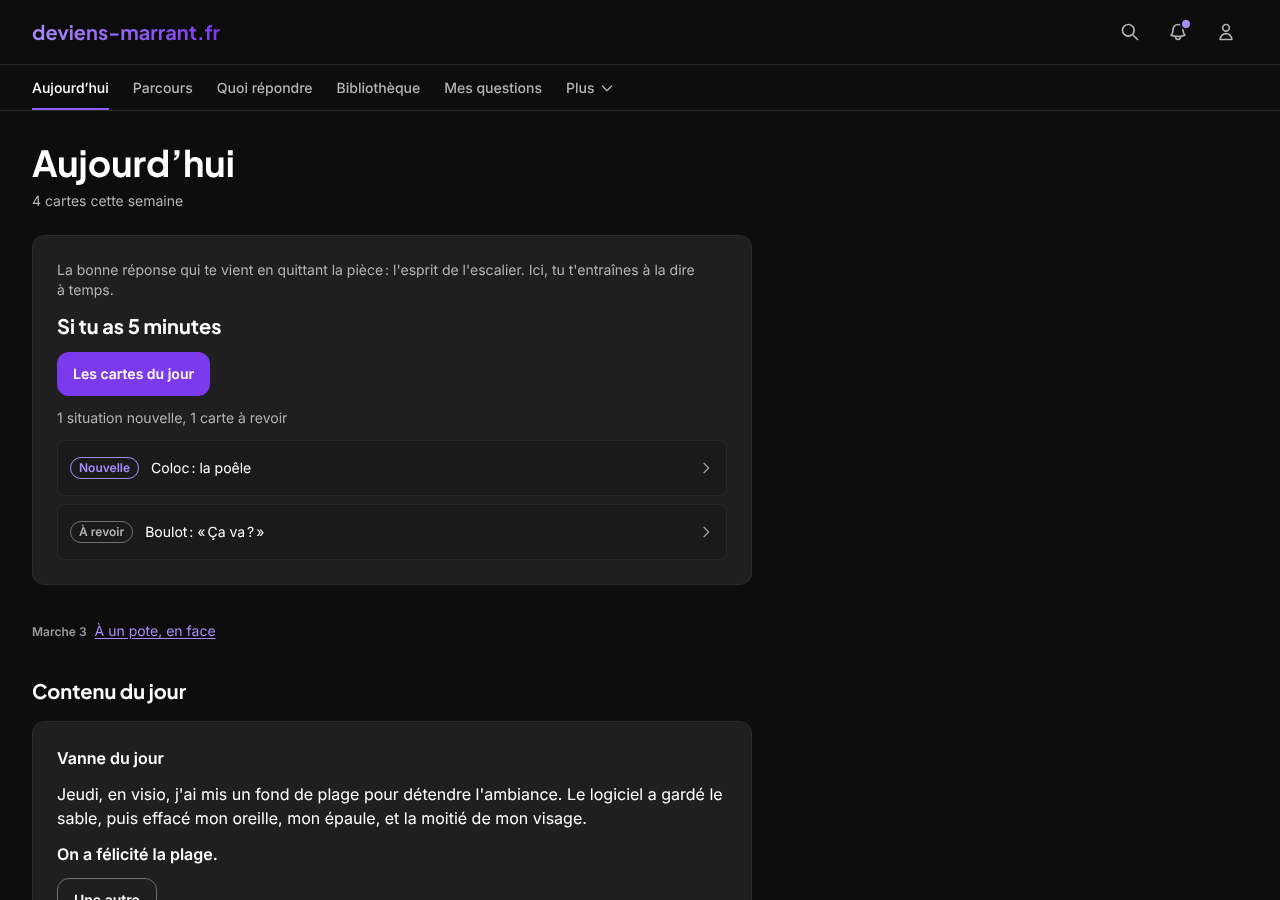 deviens-marrant.fr
Aujourd’hui
Parcours
Quoi répondre
Bibliothèque
Mes questions
Plus
Aujourd’hui
4 cartes cette semaine
La bonne réponse qui te vient en quittant la pièce : l'esprit de l'escalier. Ici, tu t'entraînes à la dire
à temps.
Si tu as 5 minutes
Les cartes du jour
1 situation nouvelle, 1 carte à revoir
Nouvelle
Coloc : la poêle
À revoir
Boulot : « Ça va ? »
Marche 3 À un pote, en face
Contenu du jour
Vanne du jour
Jeudi, en visio, j'ai mis un fond de plage pour détendre l'ambiance. Le logiciel a gardé le
sable, puis effacé mon oreille, mon épaule, et la moitié de mon visage.
On a félicité la plage.
Une autre